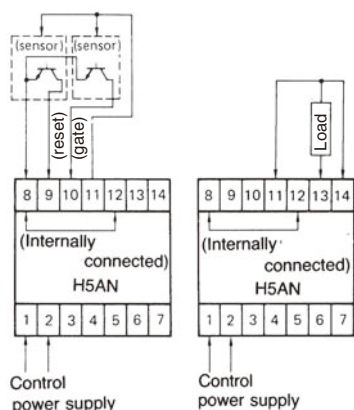 (sensor) (sensor)
(reset)
(gate)
Load
8 9 10 11 12 13 14
8 9 10 11 12 13 14
(Internally
connected)
H5AN
(Internally
connected)
H5AN
1 2 3 4 5 6 7
1 2 3 4 5 6 7
Control
power supply
Control
power supply